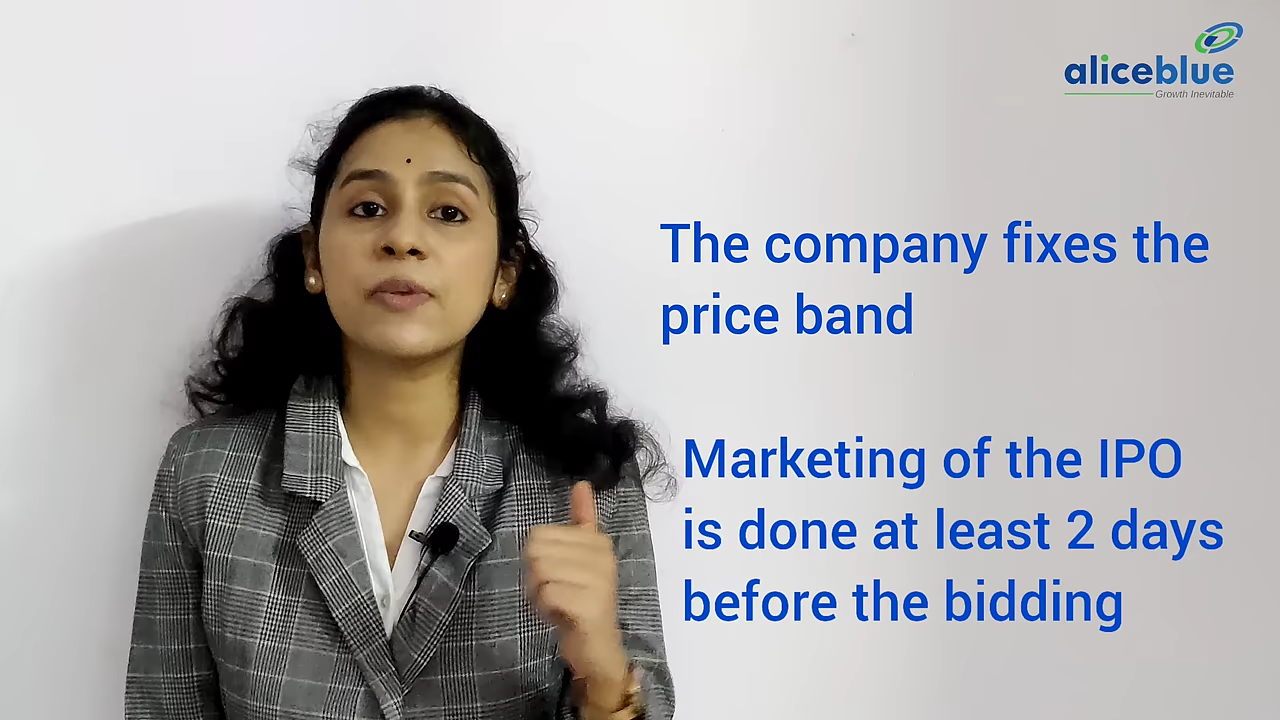 aliceblue
Growth Inevitable
The company fixes the
price band
Marketing of the IPO
is done at least 2 days
before the bidding